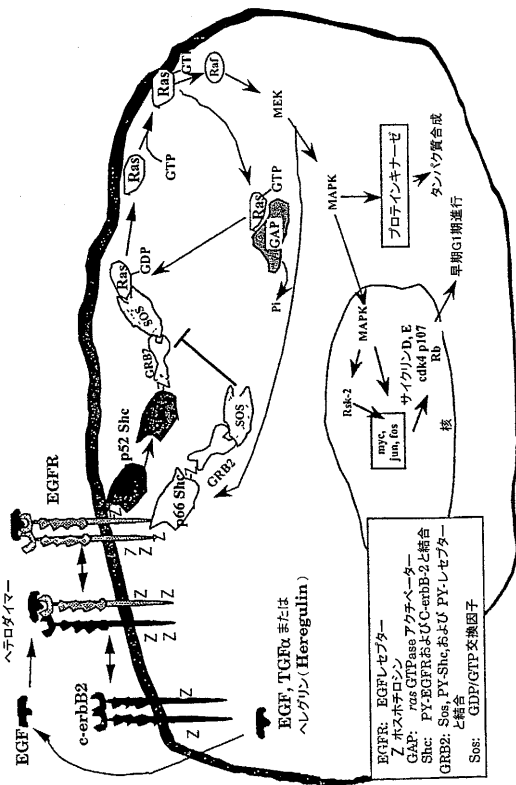 ヘテロダイマー
EGF
EGFR
c-erbB2
EGF, TGFα または
ヘレグリン(Heregulin)
Z
Z
Z
Z
Z
Z
Z
Z
p52 Shc
p66 Shc
GRB2
GRB2
SOS
SOS
Ras
GDP
Ras
GTP
Ras
GT
Raf
Ras
GTP
GAP
Pi
MEK
MAPK
MAPK
プロテインキナーゼ
タンパク質合成
Rsk-2
myc,
jun, fos
サイクリンD, E
cdk4 p107
Rb
早期G1期進行
核
EGFR: EGFレセプター
Z ホスホチロシン
GAP: ras GTPase アクチベーター
Shc: PY-EGFRおよびC-erbB-2と結合
GRB2: Sos, PY-Shc,および PY-レセプター
と結合
Sos: GDP/GTP 交換因子